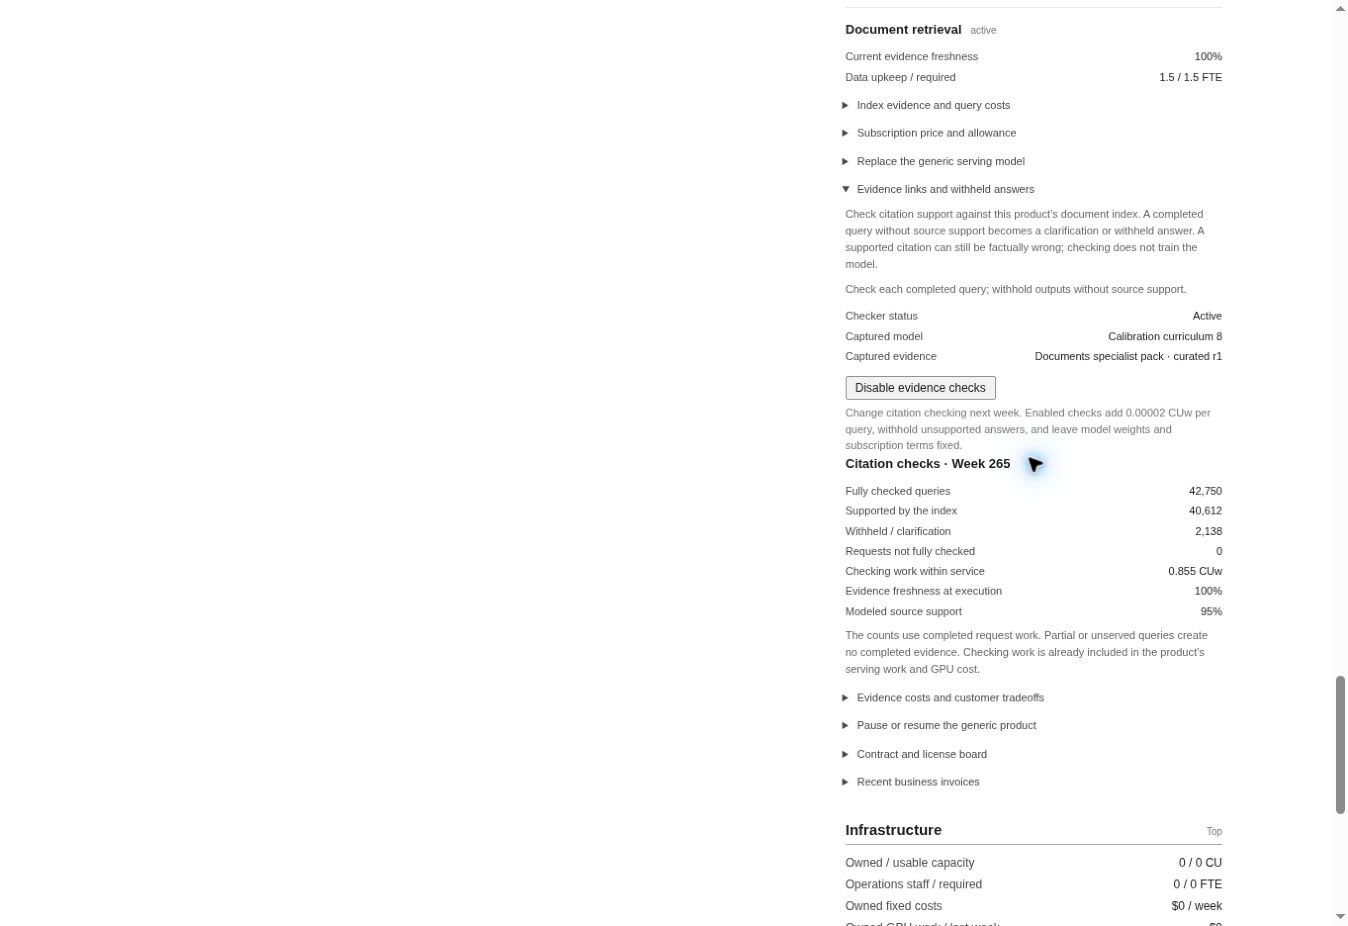 Document retrieval active
Current evidence freshness 100%
Data upkeep / required 1.5 / 1.5 FTE
Index evidence and query costs
Subscription price and allowance
Replace the generic serving model
Evidence links and withheld answers
Check citation support against this product's document index. A completed
query without source support becomes a clarification or withheld answer. A
supported citation can still be factually wrong; checking does not train the
model.
Check each completed query; withhold outputs without source support.
Checker status Active
Captured model Calibration curriculum 8
Captured evidence Documents specialist pack · curated r1
Disable evidence checks
Change citation checking next week. Enabled checks add 0.00002 CUw per
query, withhold unsupported answers, and leave model weights and
subscription terms fixed.
Citation checks · Week 265
Fully checked queries 42,750
Supported by the index 40,612
Withheld / clarification 2,138
Requests not fully checked 0
Checking work within service 0.855 CUw
Evidence freshness at execution 100%
Modeled source support 95%
The counts use completed request work. Partial or unserved queries create
no completed evidence. Checking work is already included in the product's
serving work and GPU cost.
Evidence costs and customer tradeoffs
Pause or resume the generic product
Contract and license board
Recent business invoices
Infrastructure Top
Owned / usable capacity 0 / 0 CU
Operations staff / required 0 / 0 FTE
Owned fixed costs $0 / week